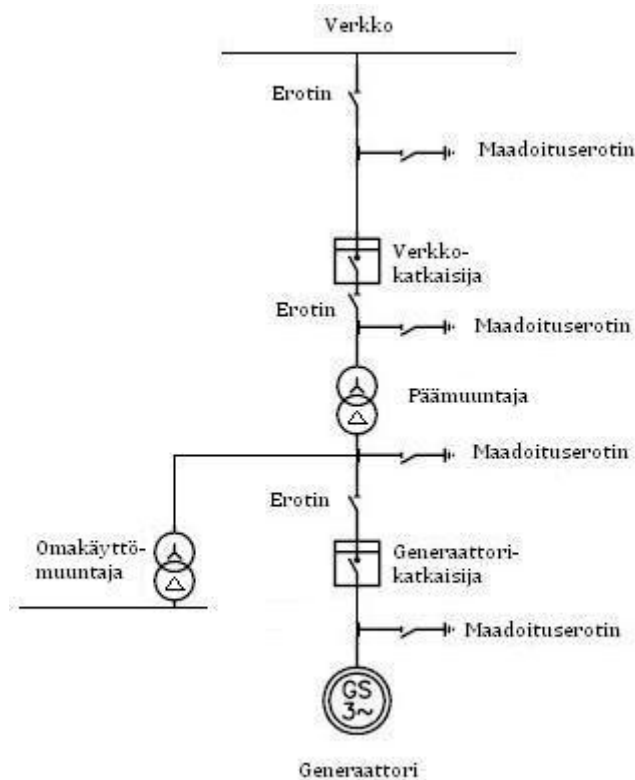 Verkko
Erotin
Maadoituserotin
Verkko-
katkaisija
Erotin
Maadoituserotin
Päämuuntaja
Maadoituserotin
Erotin
Omakäyttö-
muuntaja
Generaattori-
katkaisija
Maadoituserotin
GS
3~
Generaattori